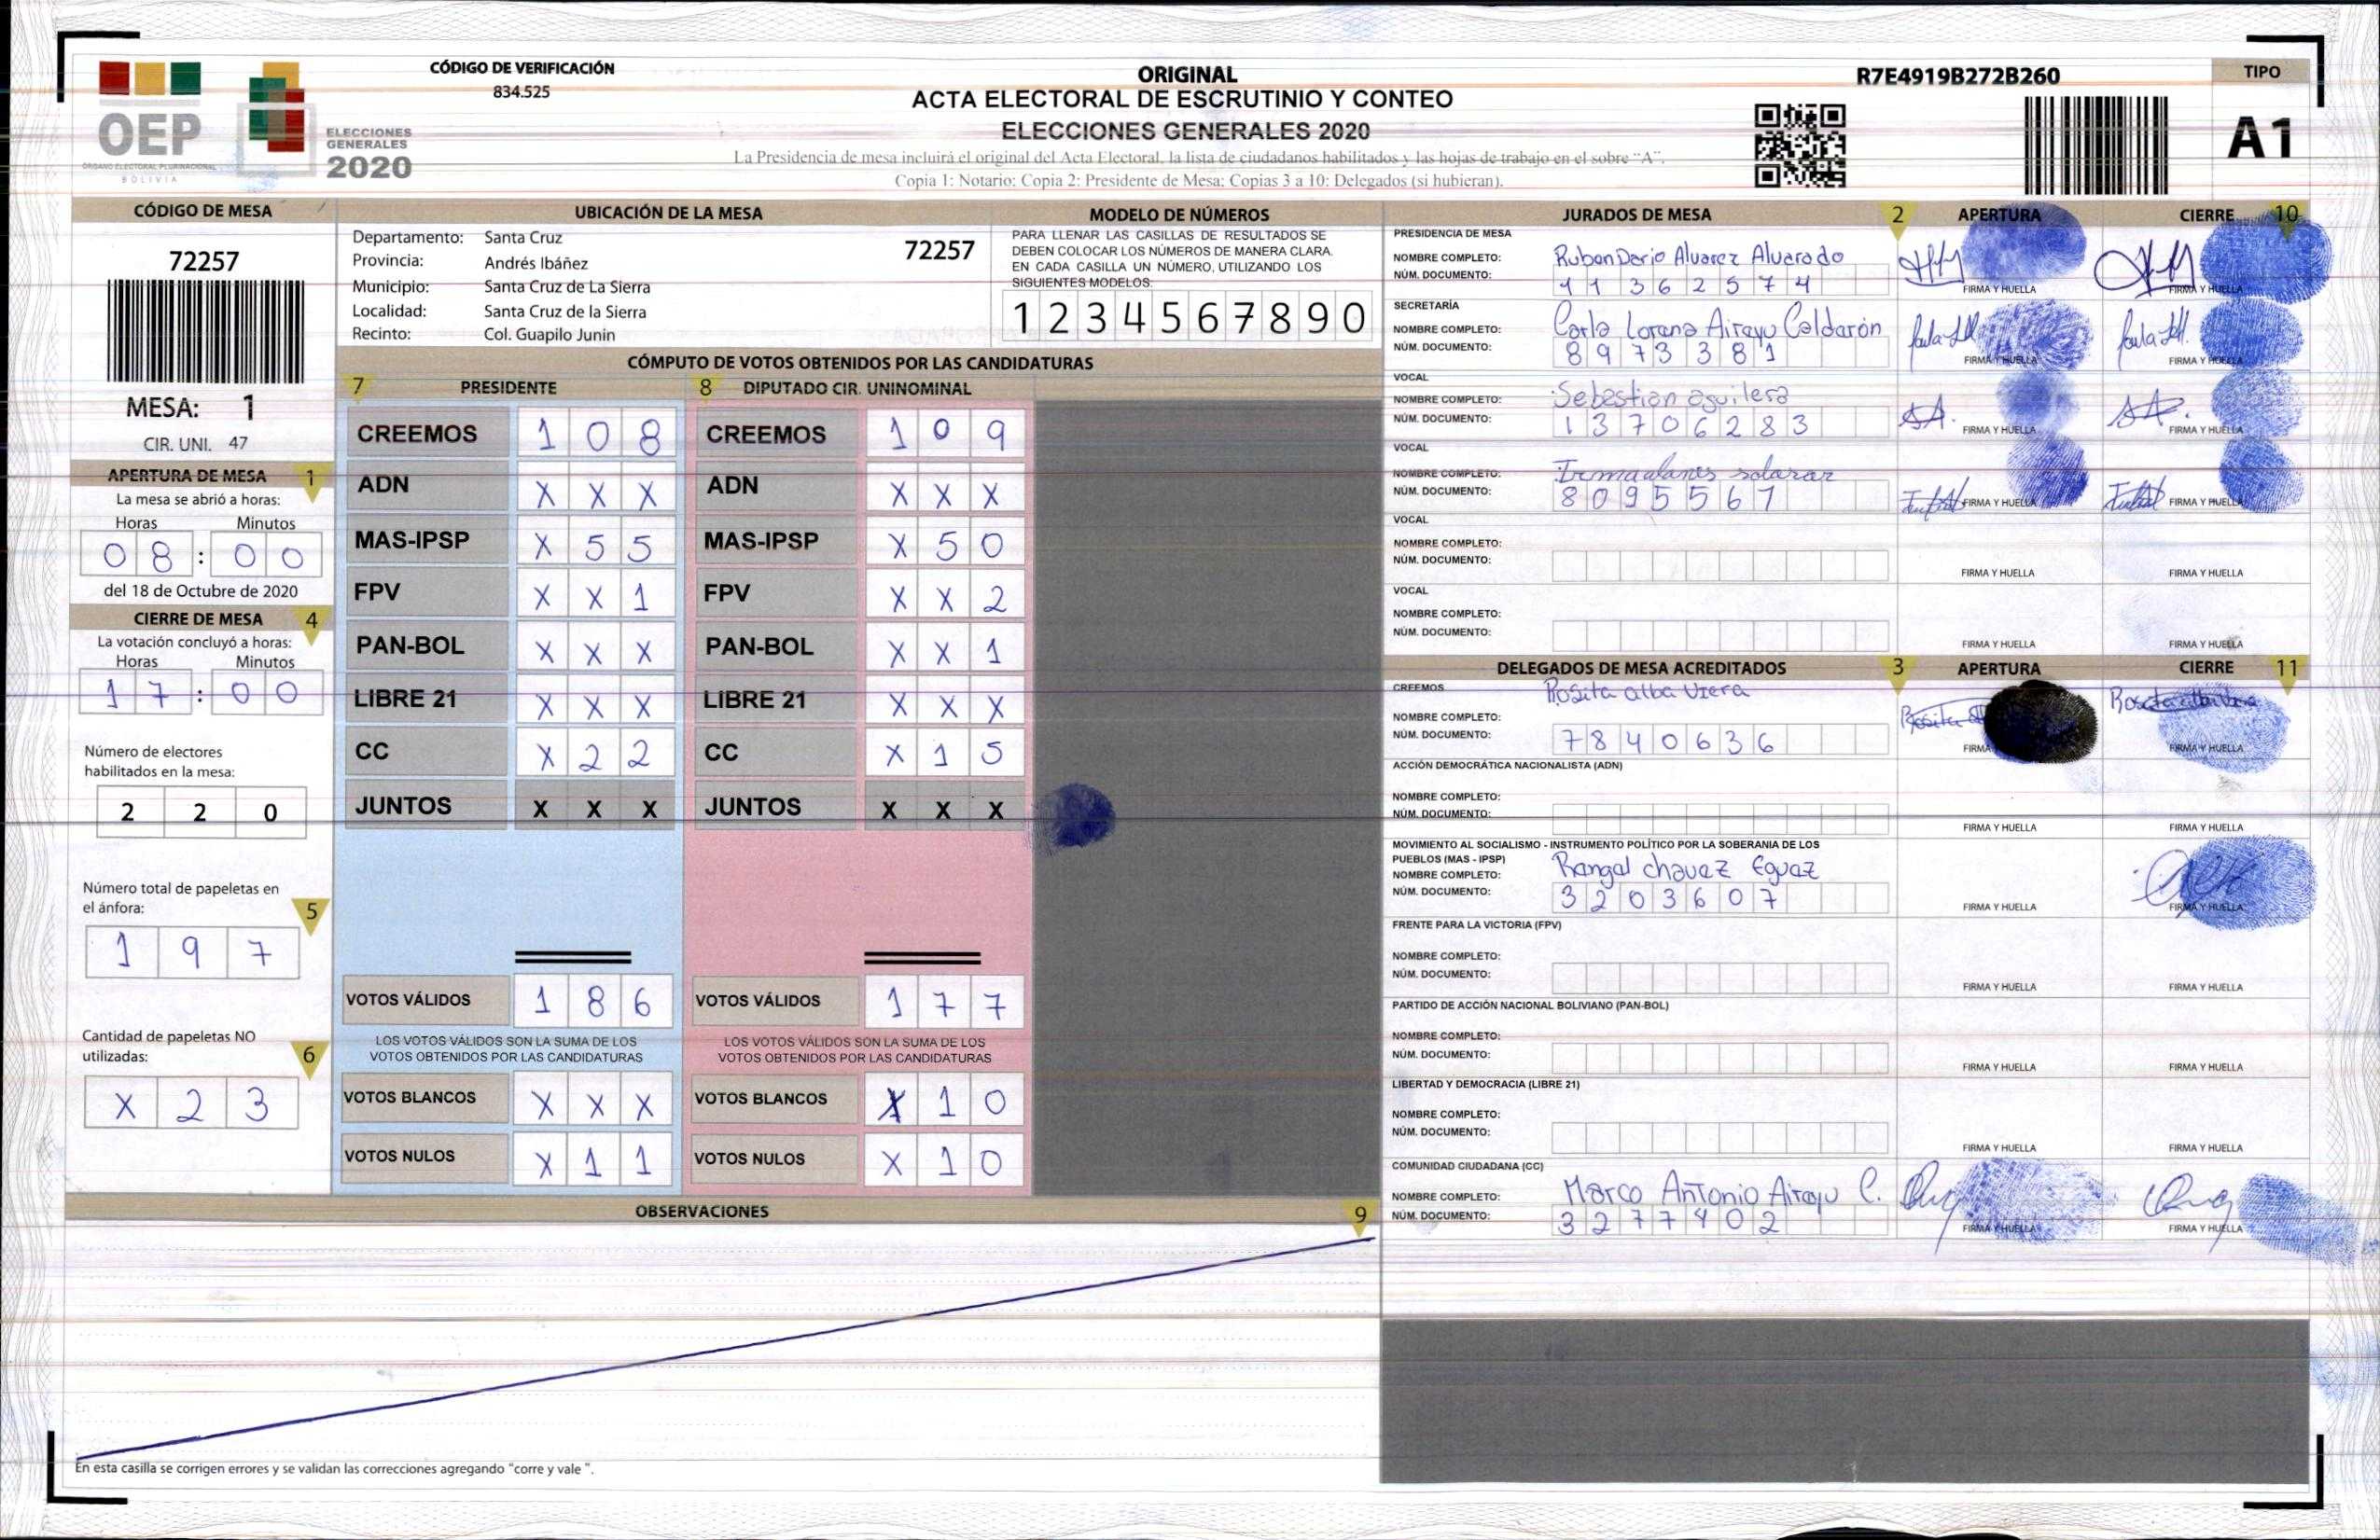 CÓDIGO DE VERIFICACIÓN
834.525
ORIGINAL
ACTA ELECTORAL DE ESCRUTINIO Y CONTEO
ELECCIONES GENERALES 2020
La Presidencia de mesa incluirá el original del Acta Electoral, la lista de ciudadanos habilitados y las hojas de trabajo en el sobre "A".
Copia 1: Notario; Copia 2: Presidente de Mesa; Copias 3 a 10: Delegados (si hubieran).
R7E4919B272B260
TIPO
A1
OEP
ÓRGANO ELECTORAL PLURINACIONAL
BOLIVIA
ELECCIONES
GENERALES
2020
CÓDIGO DE MESA
72257
MESA: 1
CIR. UNI. 47
APERTURA DE MESA 1
La mesa se abrió a horas:
Horas Minutos
0 8 : 0 0
del 18 de Octubre de 2020
CIERRE DE MESA 4
La votación concluyó a horas:
Horas Minutos
1 7 : 0 0
Número de electores
habilitados en la mesa:
2 2 0
Número total de papeletas en
el ánfora:
5
1 9 7
Cantidad de papeletas NO
utilizadas:
6
X 2 3
UBICACIÓN DE LA MESA
Departamento: Santa Cruz
72257
Provincia: Andrés Ibáñez
Municipio: Santa Cruz de La Sierra
Localidad: Santa Cruz de la Sierra
Recinto: Col. Guapilo Junin
MODELO DE NÚMEROS
PARA LLENAR LAS CASILLAS DE RESULTADOS SE
DEBEN COLOCAR LOS NÚMEROS DE MANERA CLARA.
EN CADA CASILLA UN NÚMERO, UTILIZANDO LOS
SIGUIENTES MODELOS:
1 2 3 4 5 6 7 8 9 0
CÓMPUTO DE VOTOS OBTENIDOS POR LAS CANDIDATURAS
7 PRESIDENTE
CREEMOS 1 0 8
ADN X X X
MAS-IPSP X 5 5
FPV X X 1
PAN-BOL X X X
LIBRE 21 X X X
CC X 2 2
JUNTOS X X X
VOTOS VÁLIDOS 1 8 6
LOS VOTOS VÁLIDOS SON LA SUMA DE LOS
VOTOS OBTENIDOS POR LAS CANDIDATURAS
VOTOS BLANCOS X X X
VOTOS NULOS X 1 1
8 DIPUTADO CIR. UNINOMINAL
CREEMOS 1 0 9
ADN X X X
MAS-IPSP X 5 0
FPV X X 2
PAN-BOL X X 1
LIBRE 21 X X X
CC X 1 5
JUNTOS X X X
VOTOS VÁLIDOS 1 7 7
LOS VOTOS VÁLIDOS SON LA SUMA DE LOS
VOTOS OBTENIDOS POR LAS CANDIDATURAS
VOTOS BLANCOS X 1 0
VOTOS NULOS X 1 0
OBSERVACIONES
9
En esta casilla se corrigen errores y se validan las correcciones agregando "corre y vale ".
JURADOS DE MESA 2 APERTURA CIERRE 10
PRESIDENCIA DE MESA
NOMBRE COMPLETO: Ruben Dario Alvarez Alvarado
NÚM. DOCUMENTO: 1 1 3 6 2 5 7 4
FIRMA Y HUELLA FIRMA Y HUELLA
SECRETARÍA
NOMBRE COMPLETO: Carla Lorena Airayu Calderón
NÚM. DOCUMENTO: 8 9 7 3 3 8 1
FIRMA Y HUELLA FIRMA Y HUELLA
VOCAL
NOMBRE COMPLETO: Sebastian aguilera
NÚM. DOCUMENTO: 1 3 7 0 6 2 8 3
FIRMA Y HUELLA FIRMA Y HUELLA
VOCAL
NOMBRE COMPLETO: Irma solarar
NÚM. DOCUMENTO: 8 0 9 5 5 6 1
FIRMA Y HUELLA FIRMA Y HUELLA
VOCAL
NOMBRE COMPLETO:
NÚM. DOCUMENTO:
FIRMA Y HUELLA FIRMA Y HUELLA
VOCAL
NOMBRE COMPLETO:
NÚM. DOCUMENTO:
FIRMA Y HUELLA FIRMA Y HUELLA
DELEGADOS DE MESA ACREDITADOS 3 APERTURA CIERRE 11
CREEMOS
NOMBRE COMPLETO: Rosita alba Viera
NÚM. DOCUMENTO: 7 8 4 0 6 3 6
FIRMA FIRMA Y HUELLA
ACCIÓN DEMOCRÁTICA NACIONALISTA (ADN)
NOMBRE COMPLETO:
NÚM. DOCUMENTO:
FIRMA Y HUELLA FIRMA Y HUELLA
MOVIMIENTO AL SOCIALISMO - INSTRUMENTO POLÍTICO POR LA SOBERANIA DE LOS
PUEBLOS (MAS - IPSP)
NOMBRE COMPLETO: Rangal chavez Eguaz
NÚM. DOCUMENTO: 3 2 0 3 6 0 7
FIRMA Y HUELLA FIRMA Y HUELLA
FRENTE PARA LA VICTORIA (FPV)
NOMBRE COMPLETO:
NÚM. DOCUMENTO:
FIRMA Y HUELLA FIRMA Y HUELLA
PARTIDO DE ACCIÓN NACIONAL BOLIVIANO (PAN-BOL)
NOMBRE COMPLETO:
NÚM. DOCUMENTO:
FIRMA Y HUELLA FIRMA Y HUELLA
LIBERTAD Y DEMOCRACIA (LIBRE 21)
NOMBRE COMPLETO:
NÚM. DOCUMENTO:
FIRMA Y HUELLA FIRMA Y HUELLA
COMUNIDAD CIUDADANA (CC)
NOMBRE COMPLETO: Marco Antonio Airayu C.
NÚM. DOCUMENTO: 3 2 7 7 4 0 2
FIRMA Y HUELLA FIRMA Y HUELLA